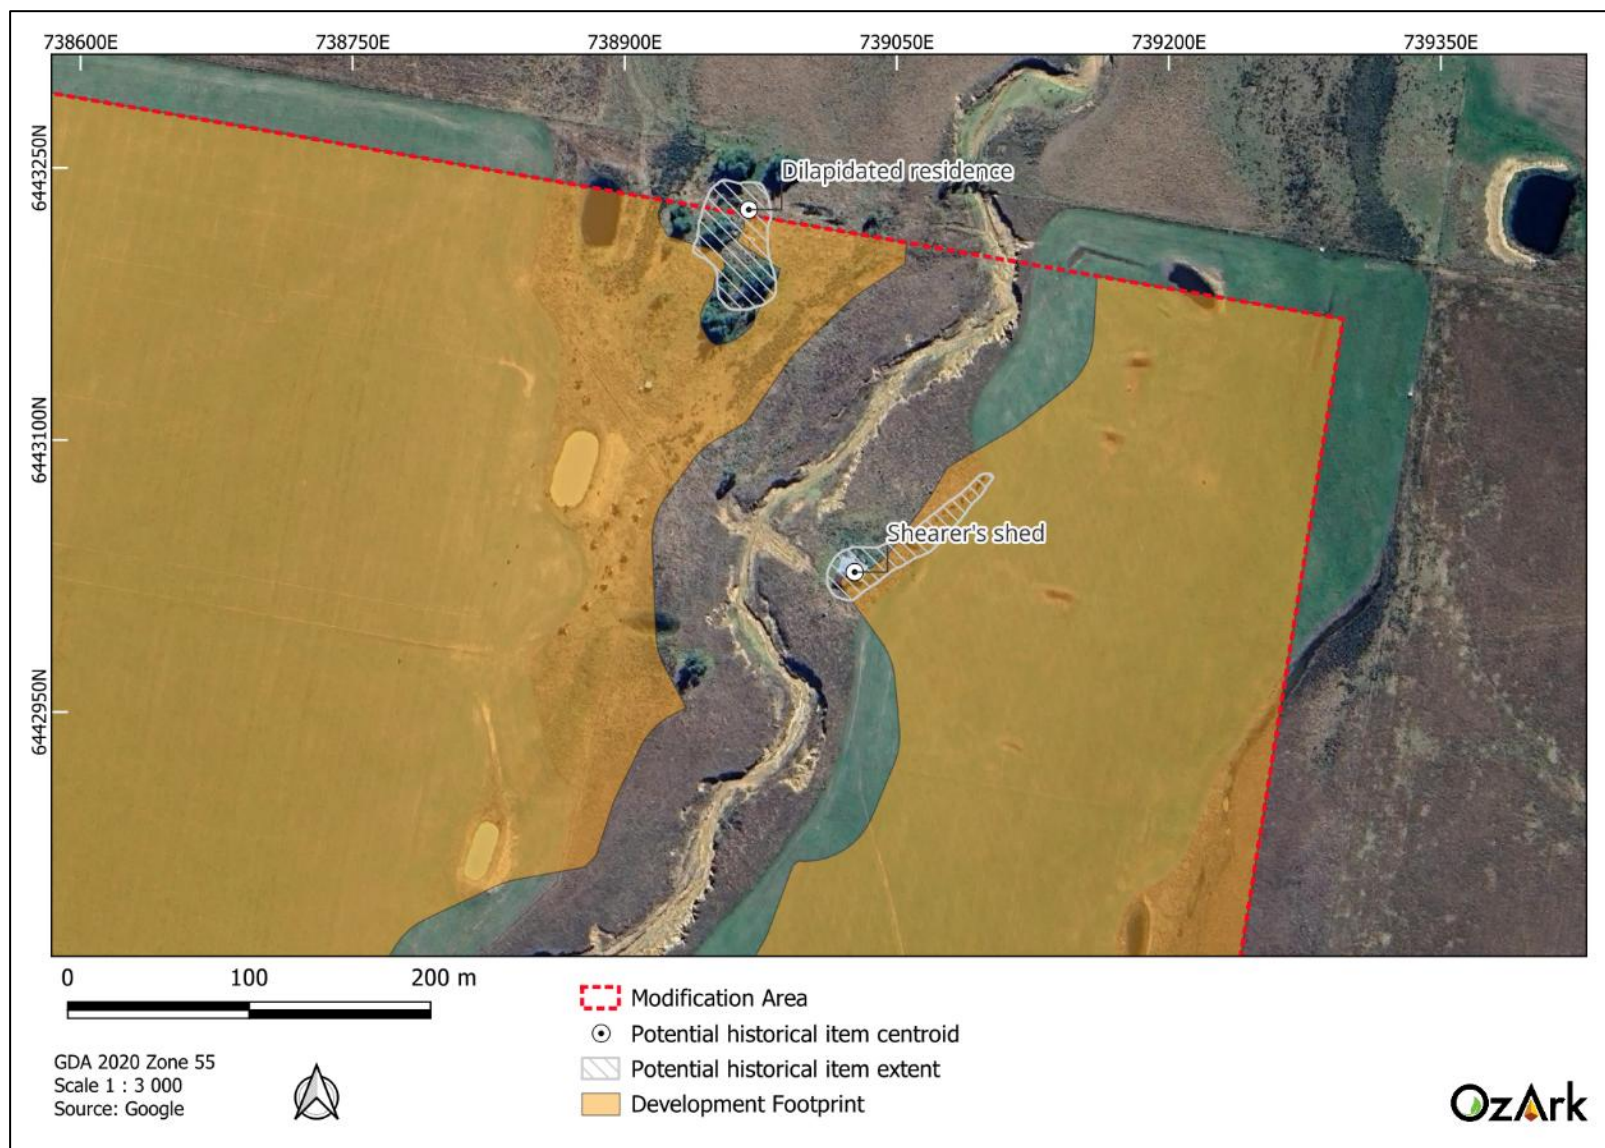 738600E 738750E 738900E 739050E 739200E 739350E
6443250N
6443100N
6442950N
Dilapidated residence
Shearer's shed
0 100 200 m
GDA 2020 Zone 55
Scale 1 : 3 000
Source: Google
Modification Area
Potential historical item centroid
Potential historical item extent
Development Footprint
OzArk